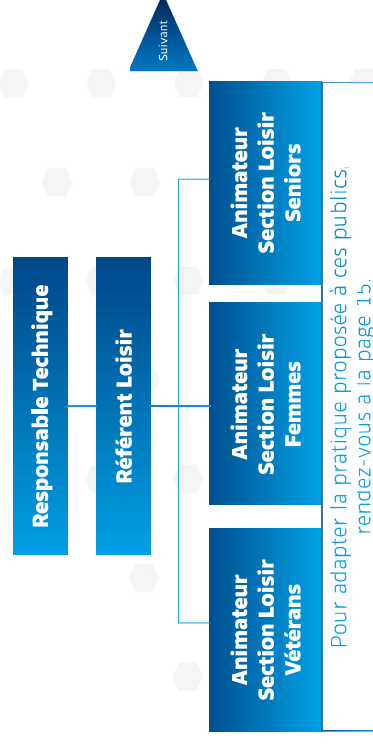 Responsable Technique
Référent Loisir
Animateur
Section Loisir
Vétérans
Animateur
Section Loisir
Femmes
Animateur
Section Loisir
Seniors
Pour adapter la pratique proposée à ces publics,
rendez-vous à la page 15.
Suivant